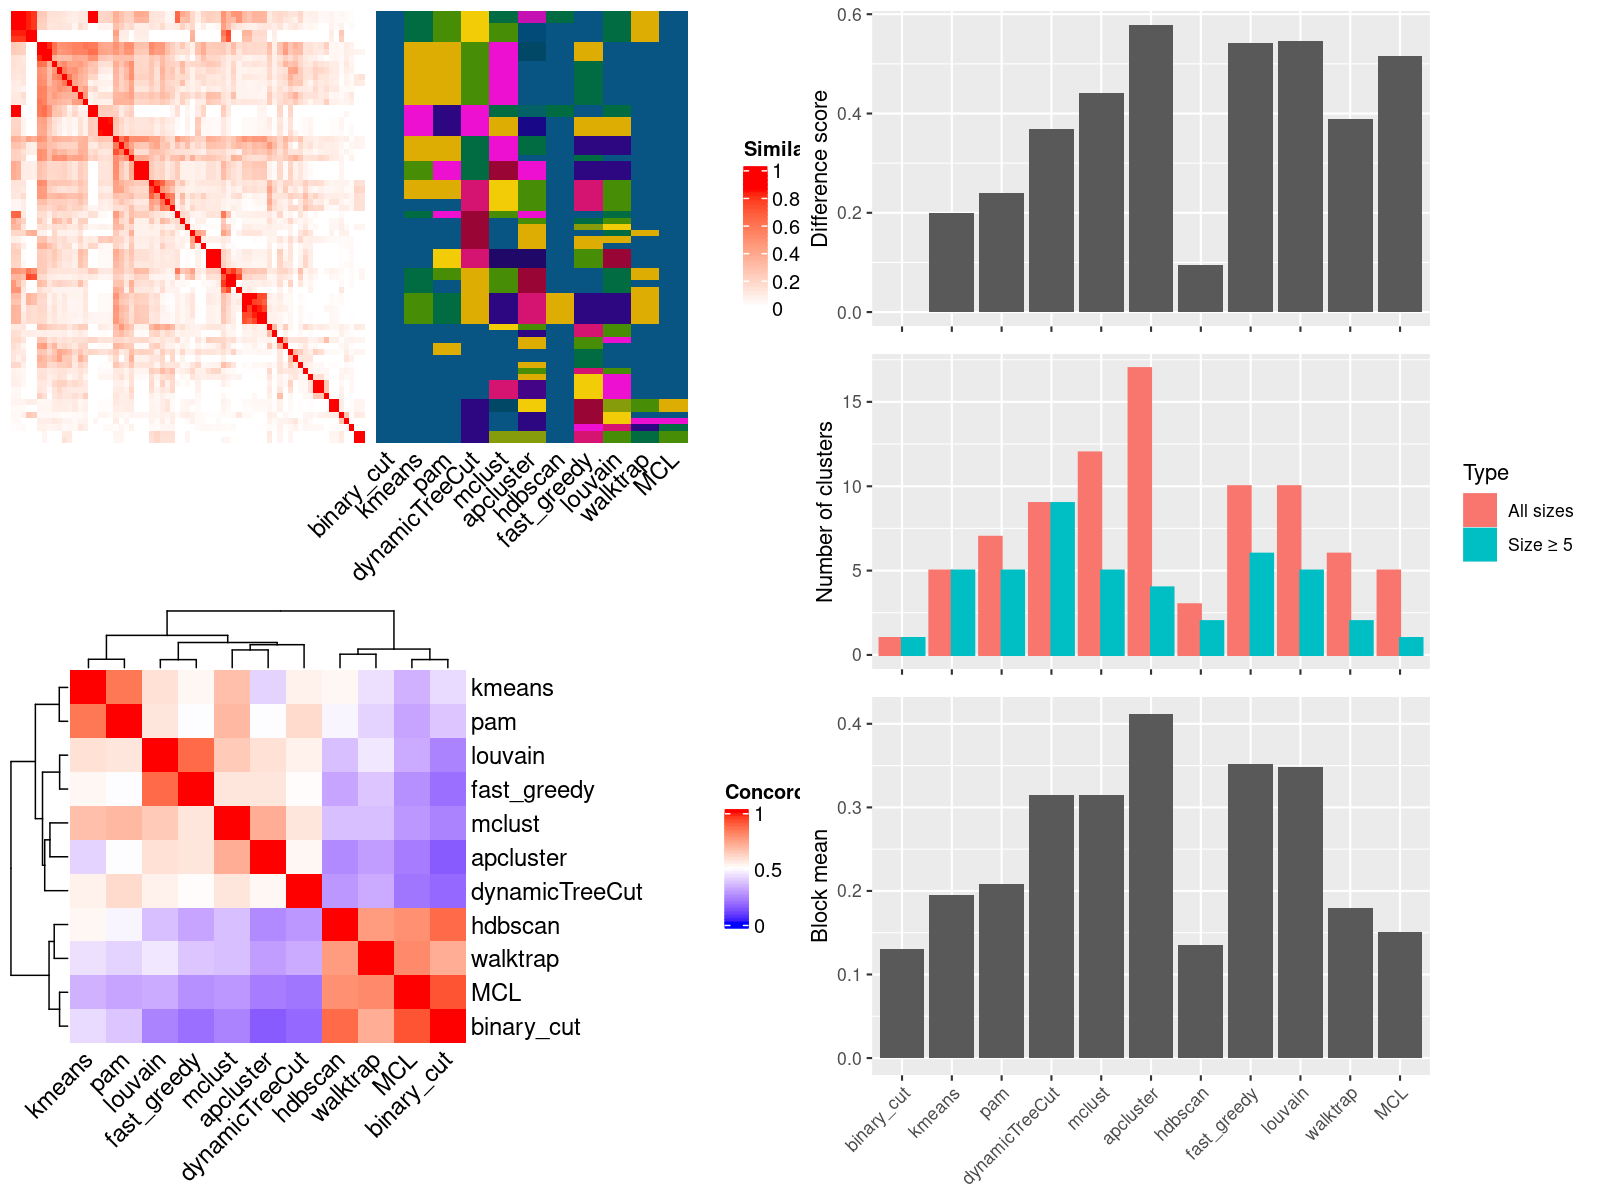 Simila
1
0.8
0.6
0.4
0.2
0
binary_cut
kmeans
pam
dynamicTreeCut
mclust
apcluster
hdbscan
fast_greedy
louvain
walktrap
MCL
kmeans
pam
louvain
fast_greedy
mclust
apcluster
dynamicTreeCut
hdbscan
walktrap
MCL
binary_cut
kmeans
pam
louvain
fast_greedy
mclust
apcluster
dynamicTreeCut
hdbscan
walktrap
MCL
binary_cut
Concord
1
0.5
0
Difference score
0.6
0.4
0.2
0.0
Number of clusters
15
10
5
0
Type
All sizes
Size ≥ 5
Block mean
0.4
0.3
0.2
0.1
0.0
binary_cut
kmeans
pam
dynamicTreeCut
mclust
apcluster
hdbscan
fast_greedy
louvain
walktrap
MCL